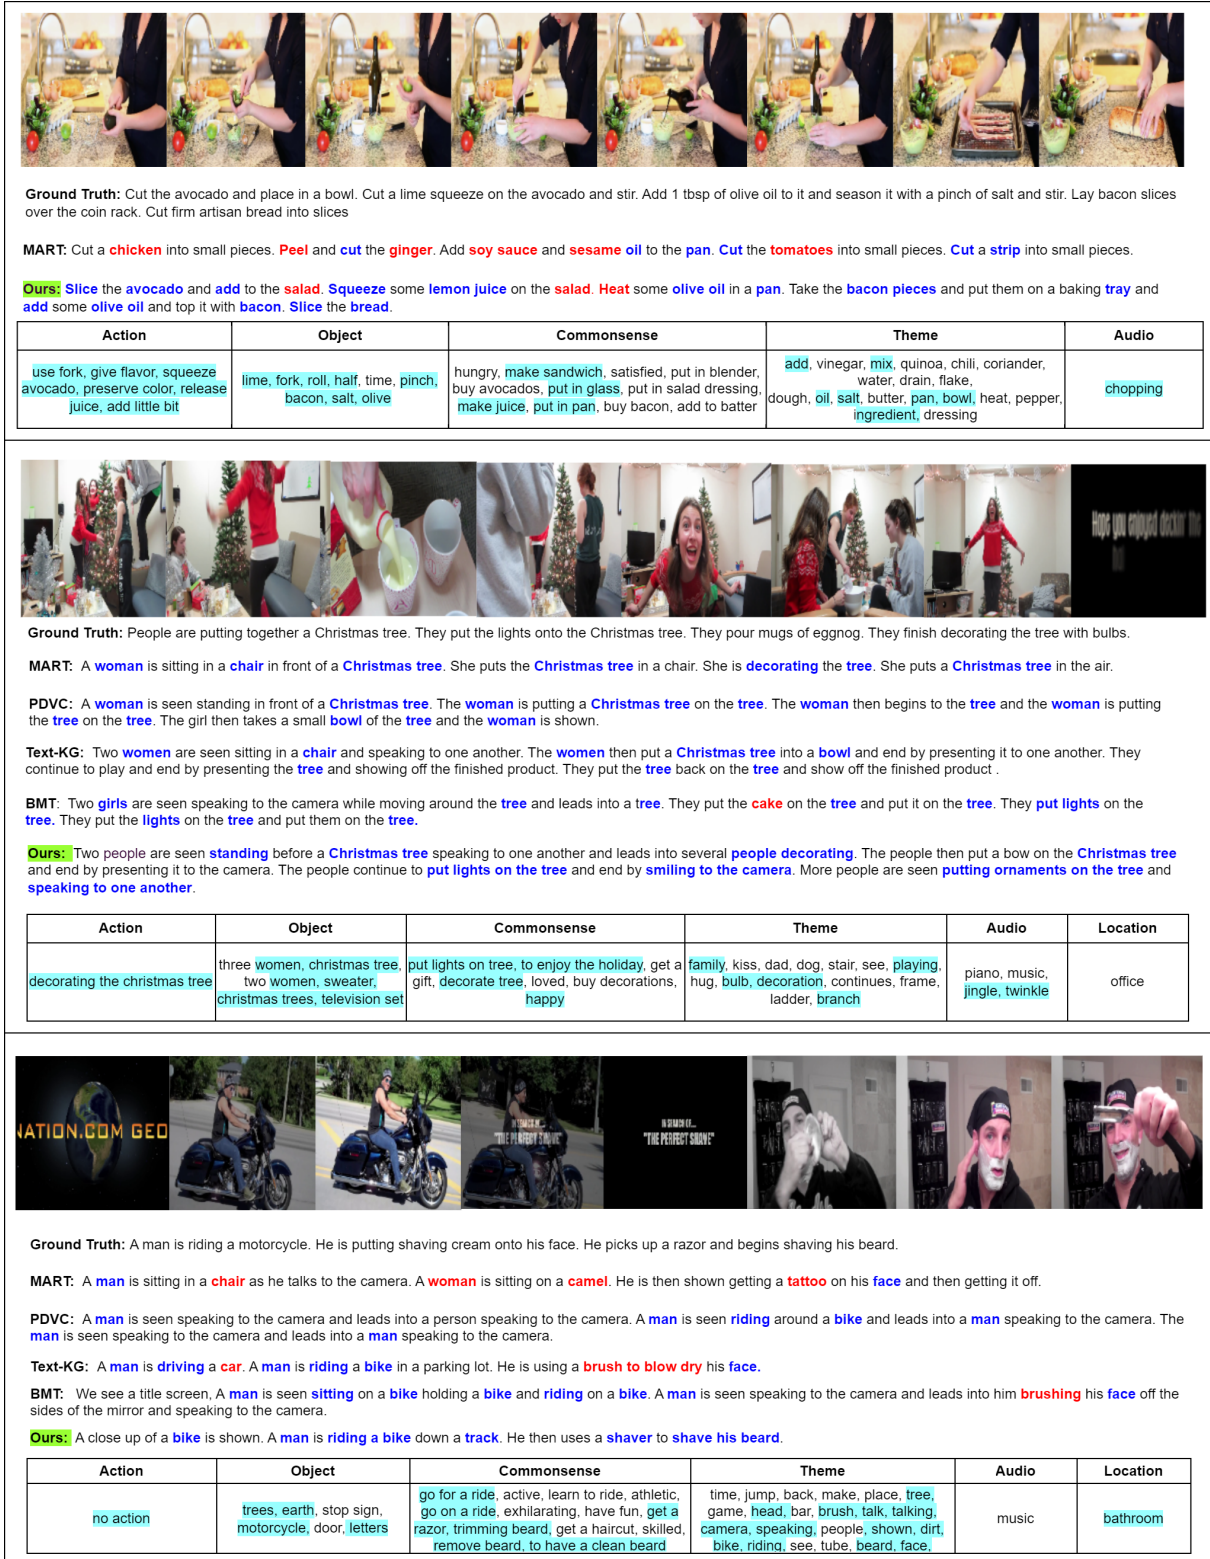 Ground Truth: Cut the avocado and place in a bowl. Cut a lime squeeze on the avocado and stir. Add 1 tbsp of olive oil to it and season it with a pinch of salt and stir. Lay bacon slices
over the coin rack. Cut firm artisan bread into slices
MART: Cut a chicken into small pieces. Peel and cut the ginger. Add soy sauce and sesame oil to the pan. Cut the tomatoes into small pieces. Cut a strip into small pieces.
Ours: Slice the avocado and add to the salad. Squeeze some lemon juice on the salad. Heat some olive oil in a pan. Take the bacon pieces and put them on a baking tray and
add some olive oil and top it with bacon. Slice the bread.
Action Object Commonsense Theme Audio
use fork, give flavor, squeeze
avocado, preserve color, release
juice, add little bit
lime, fork, roll, half, time, pinch,
bacon, salt, olive
hungry, make sandwich, satisfied, put in blender,
buy avocados, put in glass, put in salad dressing,
make juice, put in pan, buy bacon, add to batter
add, vinegar, mix, quinoa, chili, coriander,
water, drain, flake,
dough, oil, salt, butter, pan, bowl, heat, pepper,
ingredient, dressing
chopping
Hope you enjoyed deckin' the
Ground Truth: People are putting together a Christmas tree. They put the lights onto the Christmas tree. They pour mugs of eggnog. They finish decorating the tree with bulbs.
MART: A woman is sitting in a chair in front of a Christmas tree. She puts the Christmas tree in a chair. She is decorating the tree. She puts a Christmas tree in the air.
PDVC: A woman is seen standing in front of a Christmas tree. The woman is putting a Christmas tree on the tree. The woman then begins to the tree and the woman is putting
the tree on the tree. The girl then takes a small bowl of the tree and the woman is shown.
Text-KG: Two women are seen sitting in a chair and speaking to one another. The women then put a Christmas tree into a bowl and end by presenting it to one another. They
continue to play and end by presenting the tree and showing off the finished product. They put the tree back on the tree and show off the finished product .
BMT: Two girls are seen speaking to the camera while moving around the tree and leads into a tree. They put the cake on the tree and put it on the tree. They put lights on the
tree. They put the lights on the tree and put them on the tree.
Ours: Two people are seen standing before a Christmas tree speaking to one another and leads into several people decorating. The people then put a bow on the Christmas tree
and end by presenting it to the camera. The people continue to put lights on the tree and end by smiling to the camera. More people are seen putting ornaments on the tree and
speaking to one another.
Action Object Commonsense Theme Audio Location
decorating the christmas tree
three women, christmas tree,
two women, sweater,
christmas trees, television set
put lights on tree, to enjoy the holiday, get a
gift, decorate tree, loved, buy decorations,
happy
family, kiss, dad, dog, stair, see, playing,
hug, bulb, decoration, continues, frame,
ladder, branch
piano, music,
jingle, twinkle
office
NATION.COM GEO
IN SEARCH OF...
"THE PERFECT SHAVE"
IN SEARCH OF...
"THE PERFECT SHAVE"
Ground Truth: A man is riding a motorcycle. He is putting shaving cream onto his face. He picks up a razor and begins shaving his beard.
MART: A man is sitting in a chair as he talks to the camera. A woman is sitting on a camel. He is then shown getting a tattoo on his face and then getting it off.
PDVC: A man is seen speaking to the camera and leads into a person speaking to the camera. A man is seen riding around a bike and leads into a man speaking to the camera. The
man is seen speaking to the camera and leads into a man speaking to the camera.
Text-KG: A man is driving a car. A man is riding a bike in a parking lot. He is using a brush to blow dry his face.
BMT: We see a title screen, A man is seen sitting on a bike holding a bike and riding on a bike. A man is seen speaking to the camera and leads into him brushing his face off the
sides of the mirror and speaking to the camera.
Ours: A close up of a bike is shown. A man is riding a bike down a track. He then uses a shaver to shave his beard.
Action Object Commonsense Theme Audio Location
no action
trees, earth, stop sign,
motorcycle, door, letters
go for a ride, active, learn to ride, athletic,
go on a ride, exhilarating, have fun, get a
razor, trimming beard, get a haircut, skilled,
remove beard, to have a clean beard
time, jump, back, make, place, tree,
game, head, bar, brush, talk, talking,
camera, speaking, people, shown, dirt,
bike, riding, see, tube, beard, face,
music
bathroom